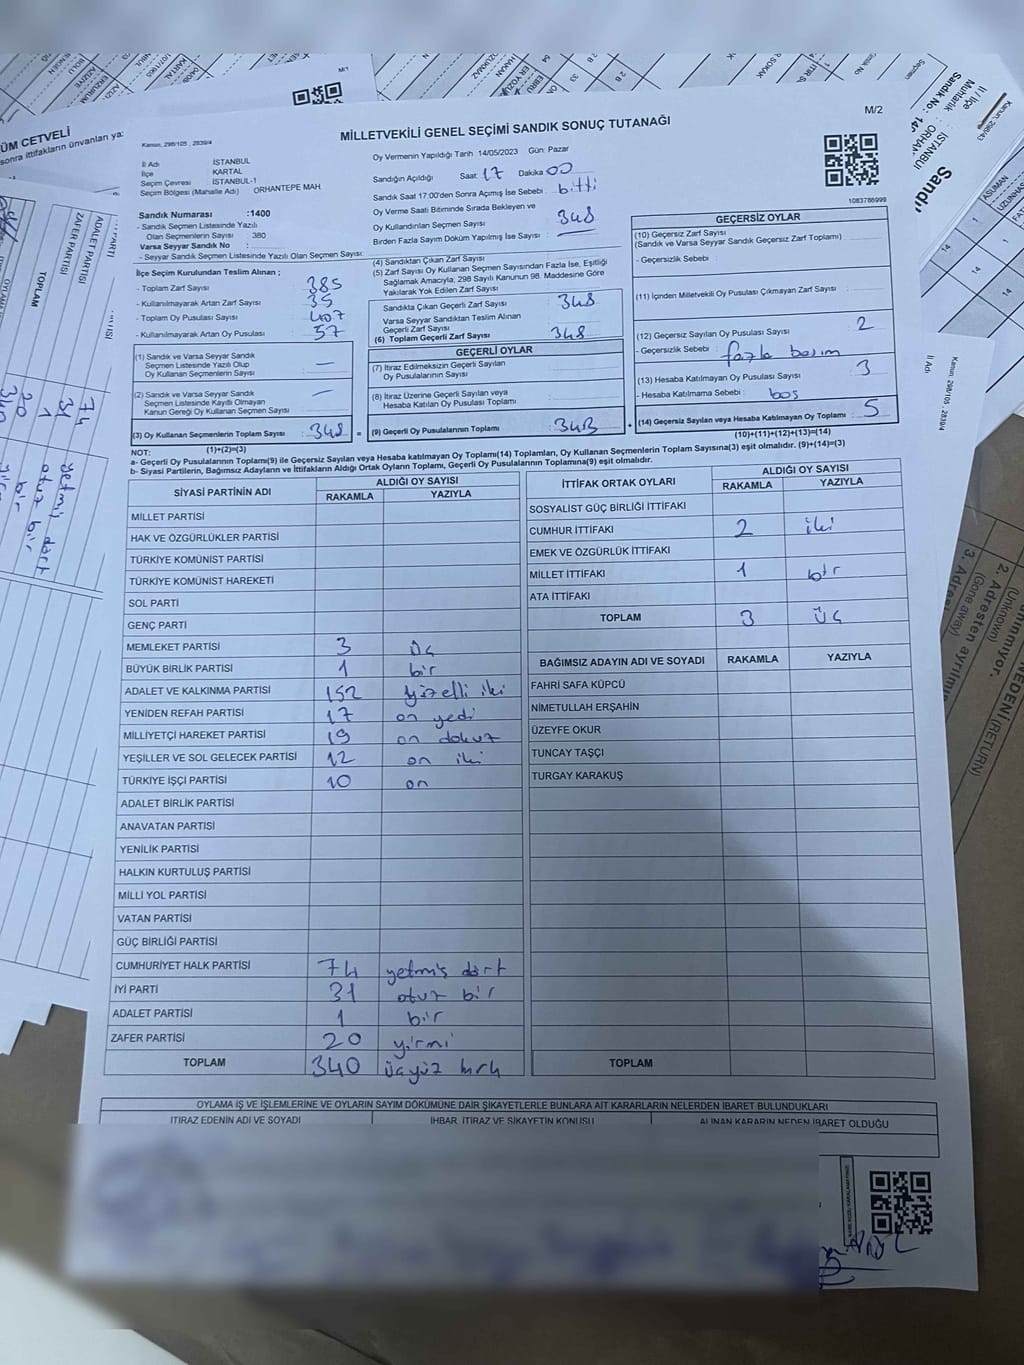 M/2
MİLLETVEKİLİ GENEL SEÇİMİ SANDIK SONUÇ TUTANAĞI
Kanun, 298/105 , 2839/4
İl Adı İSTANBUL
İlçe KARTAL
Seçim Çevresi İSTANBUL-1
Seçim Bölgesi (Mahalle Adı) ORHANTEPE MAH.
Sandık Numarası :1400
- Sandık Seçmen Listesinde Yazılı
Olan Seçmenlerin Sayısı : 380
Varsa Seyyar Sandık No :
- Seyyar Sandık Seçmen Listesinde Yazılı Olan Seçmen Sayısı:
Oy Vermenin Yapıldığı Tarih 14/05/2023 Gün: Pazar
Sandığın Açıldığı Saat 17 Dakika 00
Sandık Saat 17:00'den Sonra Açımış İse Sebebi : bitti
Oy Verme Saati Bitiminde Sırada Bekleyen ve
Oy Kullandırılan Seçmen Sayısı : 348
Birden Fazla Sayım Döküm Yapılmış İse Sayısı :
1083786999
İlçe Seçim Kurulundan Teslim Alınan ;
- Toplam Zarf Sayısı : 385
- Kullanılmayarak Artan Zarf Sayısı : 35
- Toplam Oy Pusulası Sayısı : 407
- Kullanılmayarak Artan Oy Pusulası : 57
(1) Sandık ve Varsa Seyyar Sandık
Seçmen Listesinde Yazılı Olup
Oy Kullanan Seçmenlerin Sayısı : —
(2) Sandık ve Varsa Seyyar Sandık
Seçmen Listesinde Kayıtlı Olmayan
Kanun Gereği Oy Kullanan Seçmen Sayısı : —
(3) Oy Kullanan Seçmenlerin Toplam Sayısı : 348
(1)+(2)=(3)
(4) Sandıktan Çıkan Zarf Sayısı
(5) Zarf Sayısı Oy Kullanan Seçmen Sayısından Fazla İse, Eşitliği
Sağlamak Amacıyla, 298 Sayılı Kanunun 98. Maddesine Göre
Yakılarak Yok Edilen Zarf Sayısı
Sandıkta Çıkan Geçerli Zarf Sayısı : 348
Varsa Seyyar Sandıktan Teslim Alınan
Geçerli Zarf Sayısı
(6) Toplam Geçerli Zarf Sayısı : 348
GEÇERLİ OYLAR
(7) İtiraz Edilmeksizin Geçerli Sayılan
Oy Pusulalarının Sayısı :
(8) İtiraz Üzerine Geçerli Sayılan veya
Hesaba Katılan Oy Pusulası Toplamı :
= (9) Geçerli Oy Pusulalarının Toplamı : 343
GEÇERSİZ OYLAR
(10) Geçersiz Zarf Sayısı
(Sandık ve Varsa Seyyar Sandık Geçersiz Zarf Toplamı)
- Geçersizlik Sebebi :
(11) İçinden Milletvekili Oy Pusulası Çıkmayan Zarf Sayısı :
(12) Geçersiz Sayılan Oy Pusulası Sayısı : 2
- Geçersizlik Sebebi : fazla basım
(13) Hesaba Katılmayan Oy Pusulası Sayısı : 3
- Hesaba Katılmama Sebebi : boş
+ (14) Geçersiz Sayılan veya Hesaba Katılmayan Oy Toplamı : 5
(10)+(11)+(12)+(13)=(14)
NOT:
a- Geçerli Oy Pusulalarının Toplamı(9) ile Geçersiz Sayılan veya Hesaba katılmayan Oy Toplamı(14) Toplamları, Oy Kullanan Seçmenlerin Toplam Sayısına(3) eşit olmalıdır. (9)+(14)=(3)
b- Siyasi Partilerin, Bağımsız Adayların ve İttifakların Aldığı Ortak Oyların Toplamı, Geçerli Oy Pusulalarının Toplamına(9) eşit olmalıdır.
SİYASİ PARTİNİN ADI ALDIĞI OY SAYISI
RAKAMLA YAZIYLA
MİLLET PARTİSİ
HAK VE ÖZGÜRLÜKLER PARTİSİ
TÜRKİYE KOMÜNİST PARTİSİ
TÜRKİYE KOMÜNİST HAREKETİ
SOL PARTİ
GENÇ PARTİ
MEMLEKET PARTİSİ 3 üç
BÜYÜK BİRLİK PARTİSİ 1 bir
ADALET VE KALKINMA PARTİSİ 152 yüzelli iki
YENİDEN REFAH PARTİSİ 17 on yedi
MİLLİYETÇİ HAREKET PARTİSİ 19 on dokuz
YEŞİLLER VE SOL GELECEK PARTİSİ 12 on iki
TÜRKİYE İŞÇİ PARTİSİ 10 on
ADALET BİRLİK PARTİSİ
ANAVATAN PARTİSİ
YENİLİK PARTİSİ
HALKIN KURTULUŞ PARTİSİ
MİLLİ YOL PARTİSİ
VATAN PARTİSİ
GÜÇ BİRLİĞİ PARTİSİ
CUMHURİYET HALK PARTİSİ 74 yetmiş dört
İYİ PARTİ 31 otuz bir
ADALET PARTİSİ 1 bir
ZAFER PARTİSİ 20 yirmi
TOPLAM 340 üçyüz kırk
İTTİFAK ORTAK OYLARI ALDIĞI OY SAYISI
RAKAMLA YAZIYLA
SOSYALİST GÜÇ BİRLİĞİ İTTİFAKI
CUMHUR İTTİFAKI 2 iki
EMEK VE ÖZGÜRLÜK İTTİFAKI
MİLLET İTTİFAKI 1 bir
ATA İTTİFAKI
TOPLAM 3 üç
BAĞIMSIZ ADAYIN ADI VE SOYADI RAKAMLA YAZIYLA
FAHRİ SAFA KÜPCÜ
NİMETULLAH ERŞAHİN
ÜZEYFE OKUR
TUNCAY TAŞÇI
TURGAY KARAKUŞ
TOPLAM
OYLAMA İŞ VE İŞLEMLERİNE VE OYLARIN SAYIM DÖKÜMÜNE DAİR ŞİKAYETLERLE BUNLARA AİT KARARLARIN NELERDEN İBARET BULUNDUKLARI
İTİRAZ EDENİN ADI VE SOYADI İHBAR, İTİRAZ VE ŞİKAYETİN KONUSU ALINAN KARARIN NEDEN İBARET OLDUĞU
ÜM CETVELİ
sonra ittifakların ünvanları ya:
M/1
ADALET PARTİSİ
ZAFER PARTİSİ
TOPLAM
74
31
1
20
340
yetmiş dört
otuz bir
bir
İl / İlçe : İSTANBUL
Muhtarlık : ORHAN
Sandık No : 14
Sandı
Kanun, 298/43
ASUMAN
Kanun, 298/105 , 2839/4
İl Adı
NEDENİ (RETURN)
(Unknown)
2. Adresten ayrılmış
(Gone away)
3. Adres